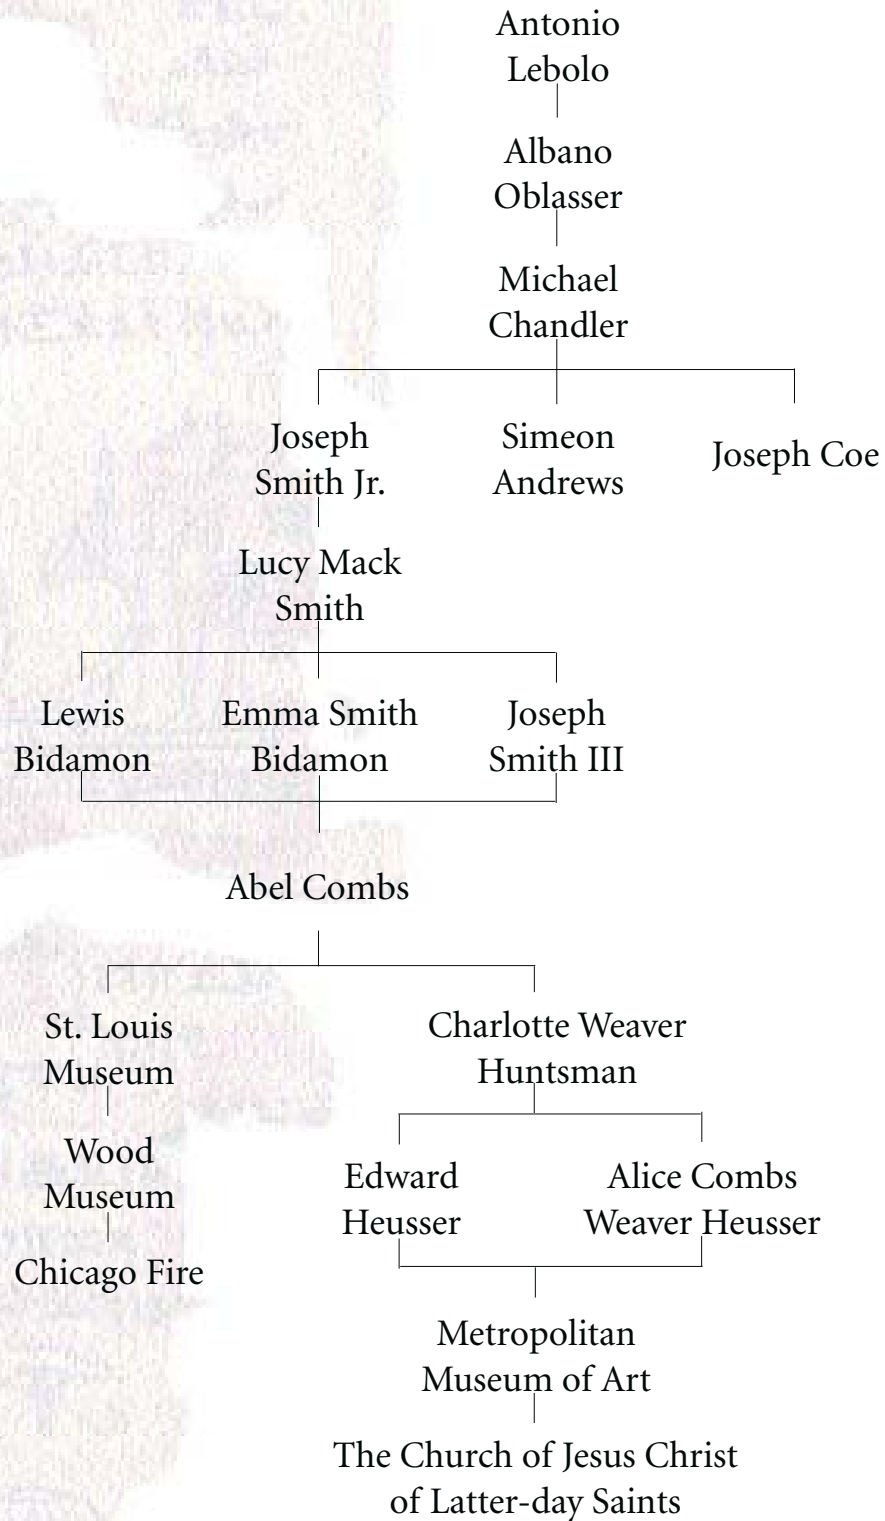 Antonio
Lebolo
Albano
Oblasser
Michael
Chandler
Joseph
Smith Jr.
Simeon
Andrews
Joseph Coe
Lucy Mack
Smith
Lewis
Bidamon
Emma Smith
Bidamon
Joseph
Smith III
Abel Combs
St. Louis
Museum
Charlotte Weaver
Huntsman
Wood
Museum
Edward
Heusser
Alice Combs
Weaver Heusser
Chicago Fire
Metropolitan
Museum of Art
The Church of Jesus Christ
of Latter-day Saints